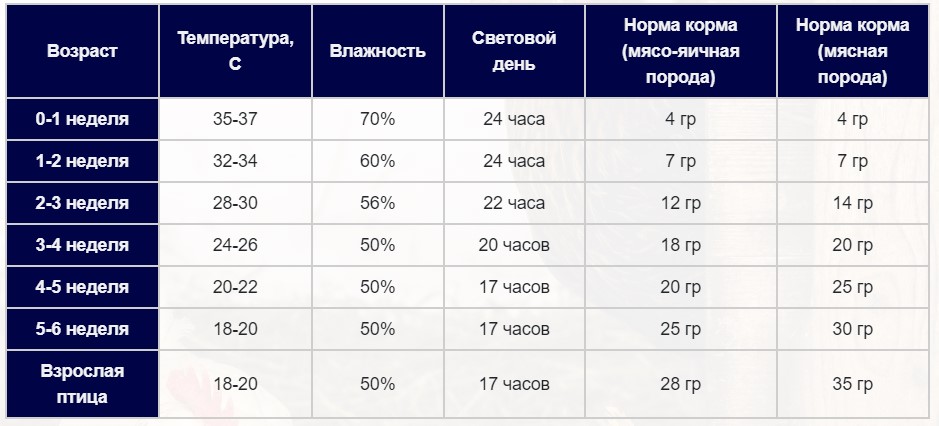 Возраст Температура, С Влажность Световой день Норма корма (мясо-яичная порода) Норма корма (мясная порода)
0-1 неделя 35-37 70% 24 часа 4 гр 4 гр
1-2 неделя 32-34 60% 24 часа 7 гр 7 гр
2-3 неделя 28-30 56% 22 часа 12 гр 14 гр
3-4 неделя 24-26 50% 20 часов 18 гр 20 гр
4-5 неделя 20-22 50% 17 часов 20 гр 25 гр
5-6 неделя 18-20 50% 17 часов 25 гр 30 гр
Взрослая птица 18-20 50% 17 часов 28 гр 35 гр